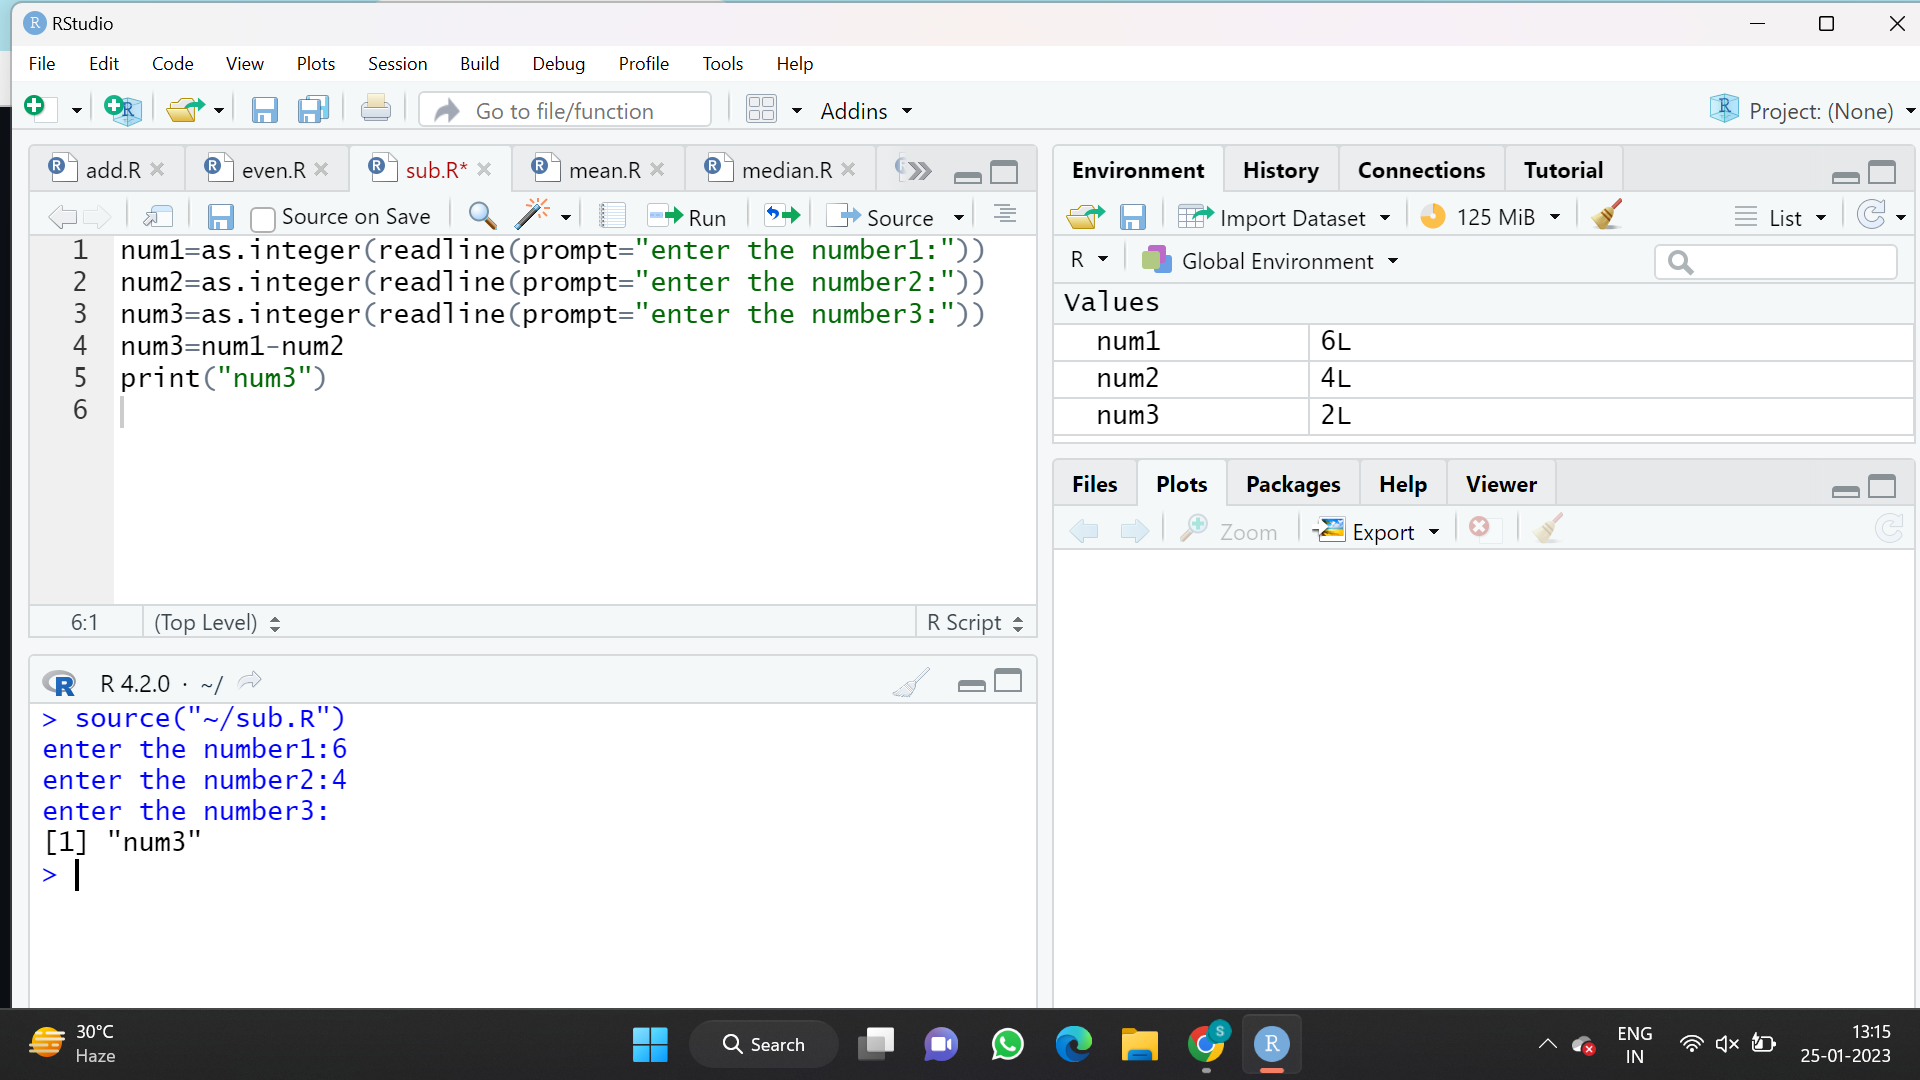 RStudio
File Edit Code View Plots Session Build Debug Profile Tools Help
Go to file/function Addins Project: (None)
add.R even.R sub.R* mean.R median.R
Source on Save Run Source
1 num1=as.integer(readline(prompt="enter the number1:"))
2 num2=as.integer(readline(prompt="enter the number2:"))
3 num3=as.integer(readline(prompt="enter the number3:"))
4 num3=num1-num2
5 print("num3")
6
6:1 (Top Level) R Script
R 4.2.0 · ~/
> source("~/sub.R")
enter the number1:6
enter the number2:4
enter the number3:
[1] "num3"
>
Environment History Connections Tutorial
Import Dataset 125 MiB List
R Global Environment
Values
num1 6L
num2 4L
num3 2L
Files Plots Packages Help Viewer
Zoom Export
30°C
Haze
Search
S
R
ENG
IN
13:15
25-01-2023